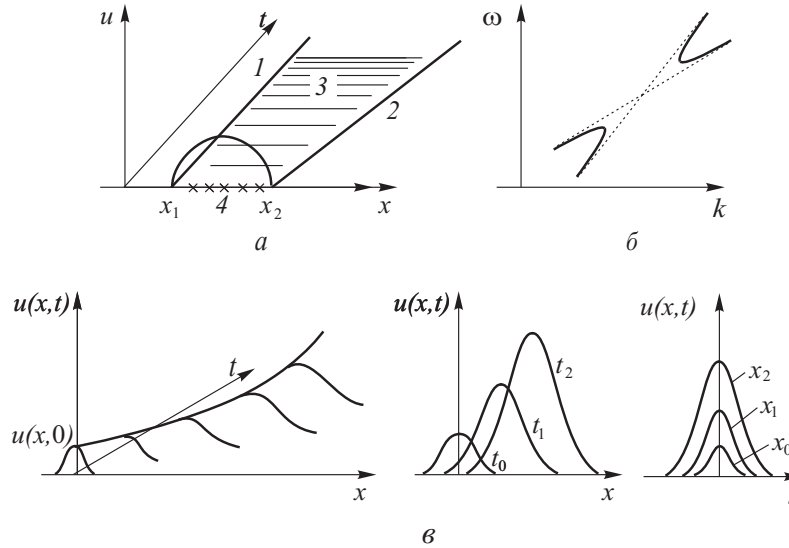 u
t
1
3
2
x₁
4
x₂
x
а
ω
k
б
u(x,t)
t
u(x,0)
x
u(x,t)
t₂
t₁
t₀
x
u(x,t)
x₂
x₁
x₀
в